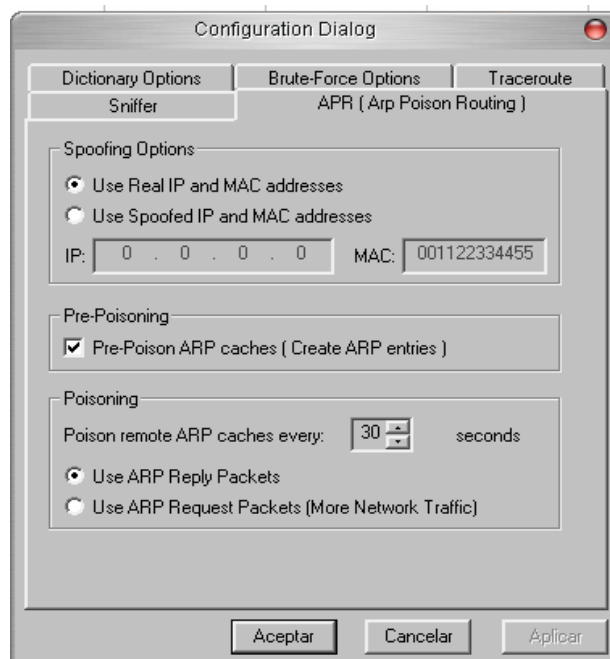 Configuration Dialog
Dictionary Options
Brute-Force Options
Traceroute
Sniffer
APR ( Arp Poison Routing )
Spoofing Options
Use Real IP and MAC addresses
Use Spoofed IP and MAC addresses
IP: 0 . 0 . 0 . 0 MAC: 001122334455
Pre-Poisoning
Pre-Poison ARP caches ( Create ARP entries )
Poisoning
Poison remote ARP caches every: 30 seconds
Use ARP Reply Packets
Use ARP Request Packets (More Network Traffic)
Aceptar Cancelar Aplicar